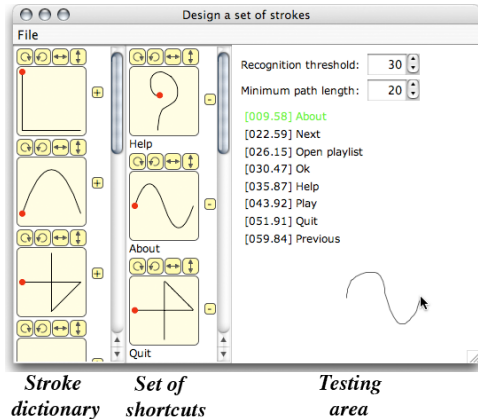 Design a set of strokes
File
Recognition threshold: 30
Minimum path length: 20
+
-
Help
[009.58] About
[022.59] Next
[026.15] Open playlist
[030.47] Ok
[035.87] Help
[043.92] Play
[051.91] Quit
[059.84] Previous
+
-
About
+
-
Quit
Stroke dictionary
Set of shortcuts
Testing area